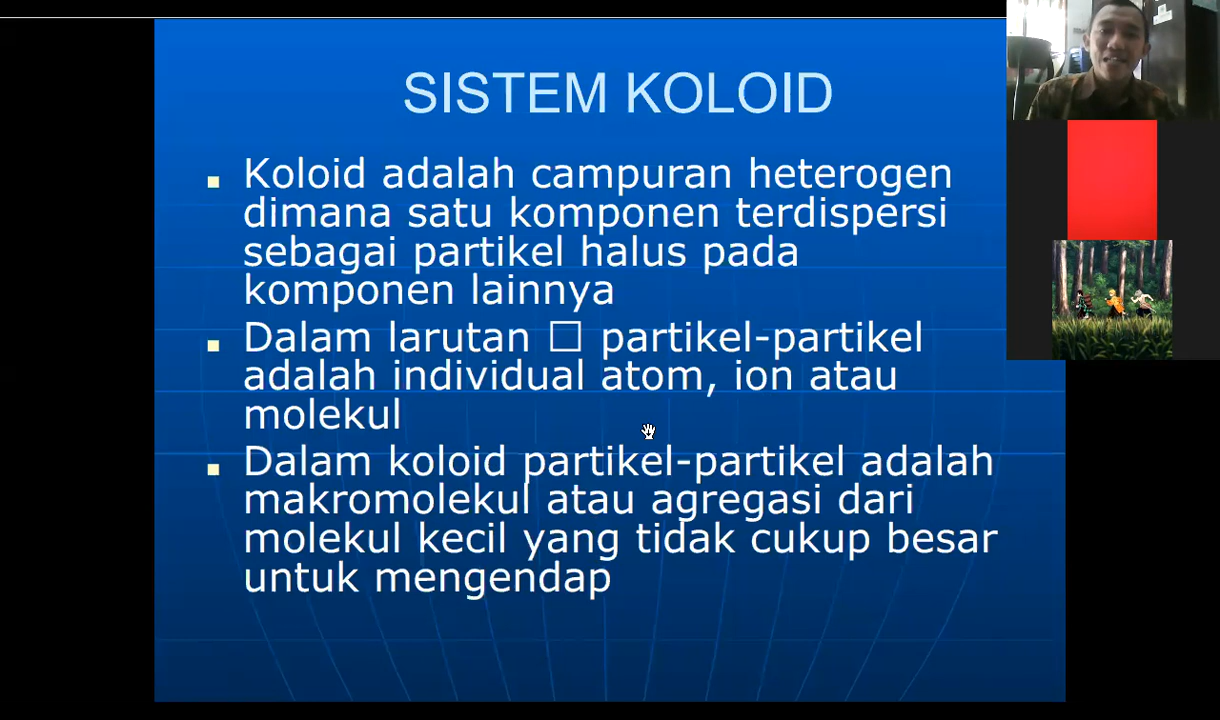 SISTEM KOLOID
Koloid adalah campuran heterogen
dimana satu komponen terdispersi
sebagai partikel halus pada
komponen lainnya
Dalam larutan □ partikel-partikel
adalah individual atom, ion atau
molekul
Dalam koloid partikel-partikel adalah
makromolekul atau agregasi dari
molekul kecil yang tidak cukup besar
untuk mengendap